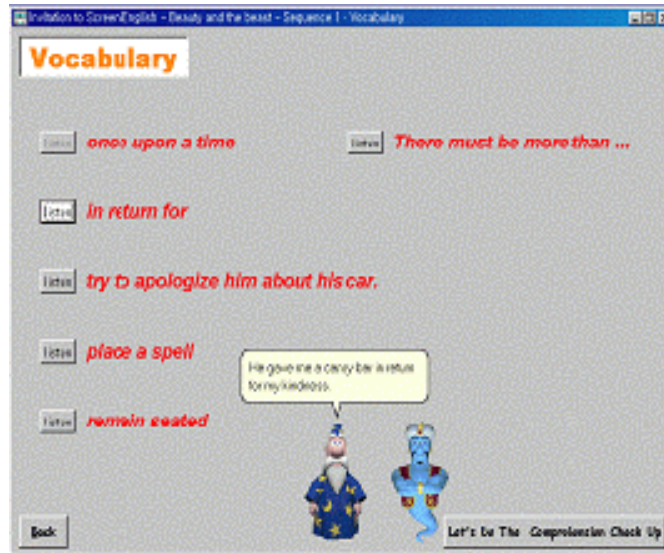 Invitation to ScreenEnglish - Beauty and the beast - Sequence 1 - Vocabulary
Vocabulary
listen once upon a time
listen There must be more than ...
listen in return for
listen try to apologize him about his car.
listen place a spell
listen remain seated
He gave me a candy bar in return
for my kindness.
Back
Let's Do The Comprehension Check Up